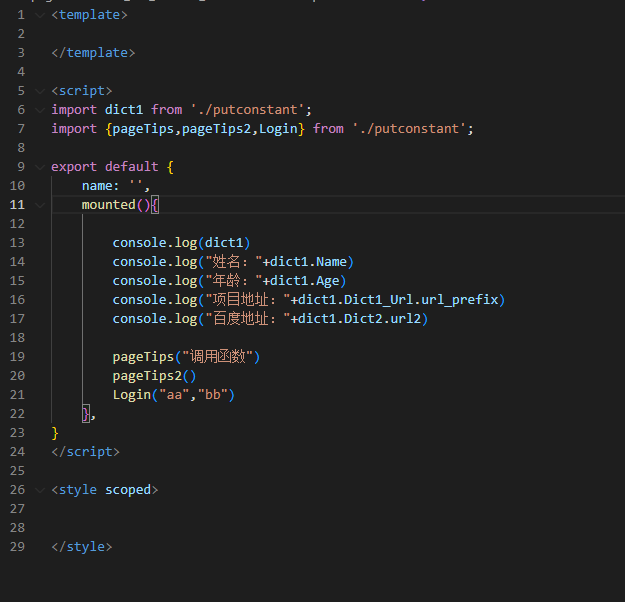 1 <template>
2
3 </template>
4
5 <script>
6 import dict1 from './putconstant';
7 import {pageTips,pageTips2,Login} from './putconstant';
8
9 export default {
10 name: '',
11 mounted(){
12
13 console.log(dict1)
14 console.log("姓名："+dict1.Name)
15 console.log("年龄："+dict1.Age)
16 console.log("项目地址："+dict1.Dict1_Url.url_prefix)
17 console.log("百度地址："+dict1.Dict2.url2)
18
19 pageTips("调用函数")
20 pageTips2()
21 Login("aa","bb")
22 },
23 }
24 </script>
25
26 <style scoped>
27
28
29 </style>